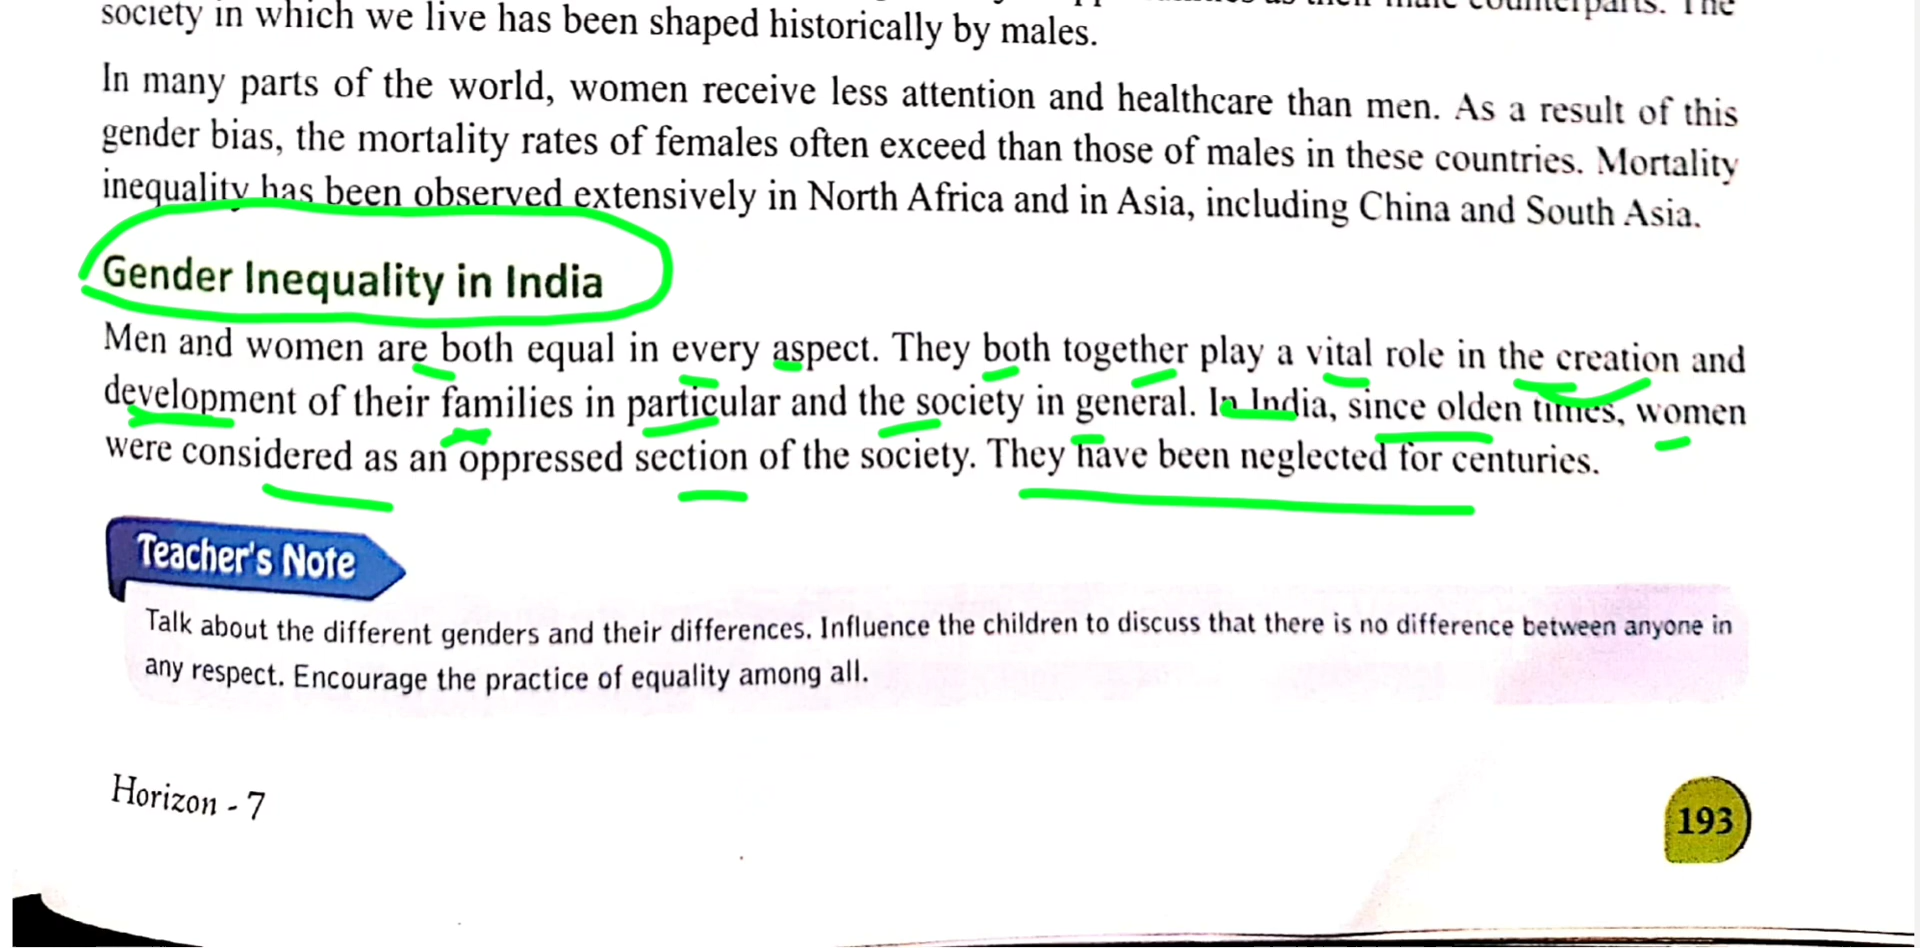 counterparts. The
society in which we live has been shaped historically by males.
In many parts of the world, women receive less attention and healthcare than men. As a result of this
gender bias, the mortality rates of females often exceed than those of males in these countries. Mortality
inequality has been observed extensively in North Africa and in Asia, including China and South Asia.
Gender Inequality in India
Men and women are both equal in every aspect. They both together play a vital role in the creation and
development of their families in particular and the society in general. In India, since olden times, women
were considered as an oppressed section of the society. They have been neglected for centuries.
Teacher's Note
Talk about the different genders and their differences. Influence the children to discuss that there is no difference between anyone in
any respect. Encourage the practice of equality among all.
Horizon - 7
193